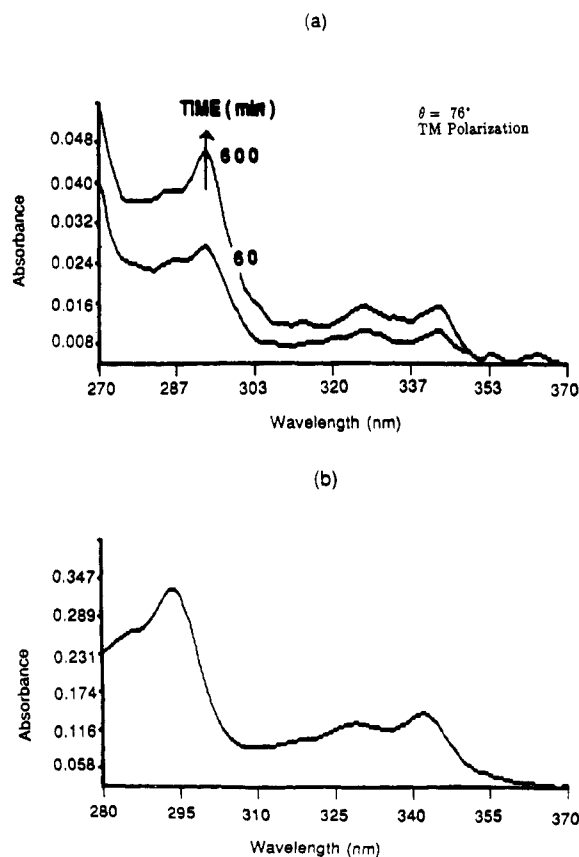 (a)
TIME (min)
θ = 76°
TM Polarization
600
60
Absorbance
0.048
0.040
0.032
0.024
0.016
0.008
270 287 303 320 337 353 370
Wavelength (nm)
(b)
Absorbance
0.347
0.289
0.231
0.174
0.116
0.058
280 295 310 325 340 355 370
Wavelength (nm)